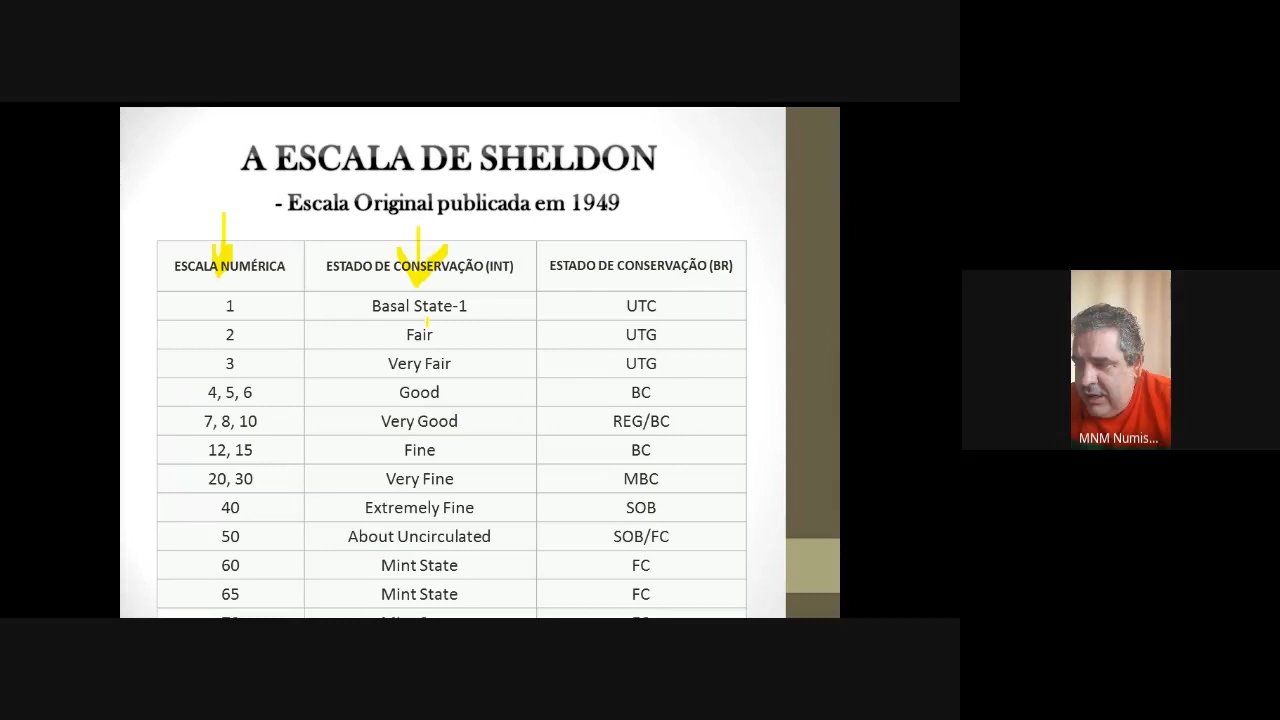 A ESCALA DE SHELDON
- Escala Original publicada em 1949
ESCALA NUMÉRICA ESTADO DE CONSERVAÇÃO (INT) ESTADO DE CONSERVAÇÃO (BR)
1 Basal State-1 UTC
2 Fair UTG
3 Very Fair UTG
4, 5, 6 Good BC
7, 8, 10 Very Good REG/BC
12, 15 Fine BC
20, 30 Very Fine MBC
40 Extremely Fine SOB
50 About Uncirculated SOB/FC
60 Mint State FC
65 Mint State FC
MNM Numis...